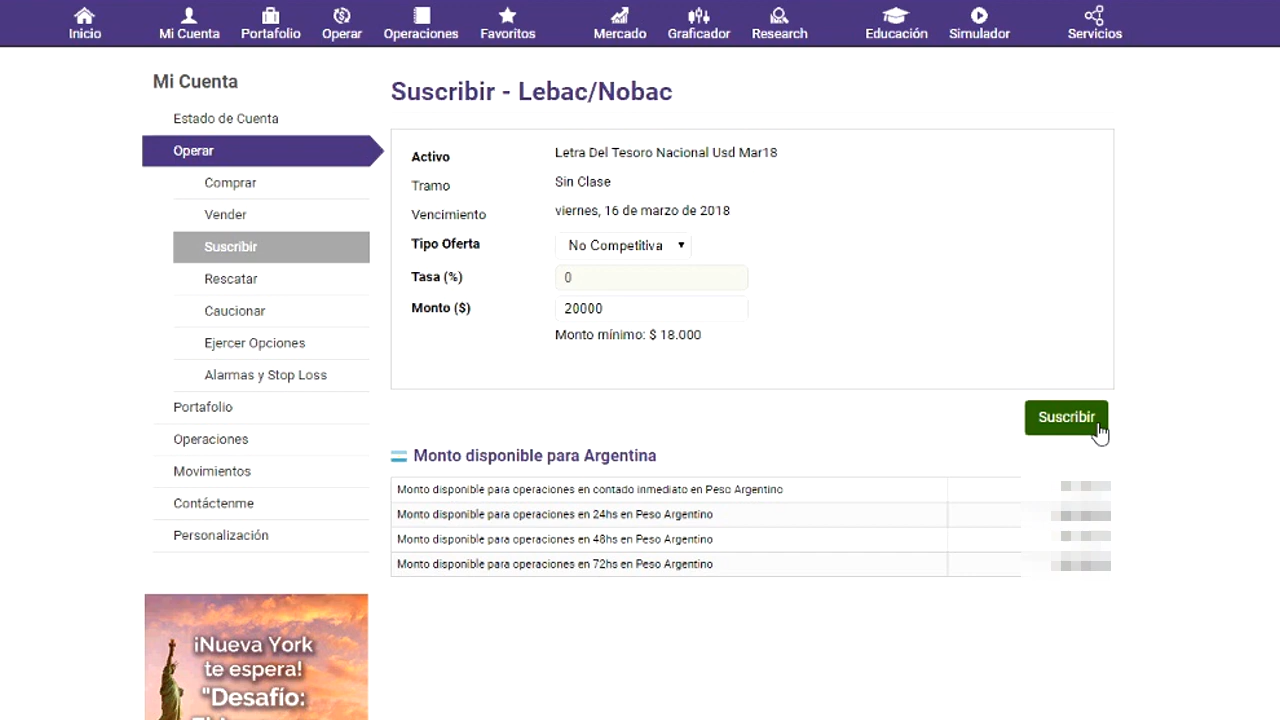 Inicio
Mi Cuenta
Portafolio
Operar
Operaciones
Favoritos
Mercado
Graficador
Research
Educación
Simulador
Servicios
Mi Cuenta
Estado de Cuenta
Operar
Comprar
Vender
Suscribir
Rescatar
Caucionar
Ejercer Opciones
Alarmas y Stop Loss
Portafolio
Operaciones
Movimientos
Contáctenme
Personalización
¡Nueva York
te espera!
"Desafío:
Suscribir - Lebac/Nobac
Activo Letra Del Tesoro Nacional Usd Mar18
Tramo Sin Clase
Vencimiento viernes, 16 de marzo de 2018
Tipo Oferta No Competitiva
Tasa (%) 0
Monto ($) 20000
Monto mínimo: $ 18.000
Suscribir
Monto disponible para Argentina
Monto disponible para operaciones en contado inmediato en Peso Argentino
Monto disponible para operaciones en 24hs en Peso Argentino
Monto disponible para operaciones en 48hs en Peso Argentino
Monto disponible para operaciones en 72hs en Peso Argentino